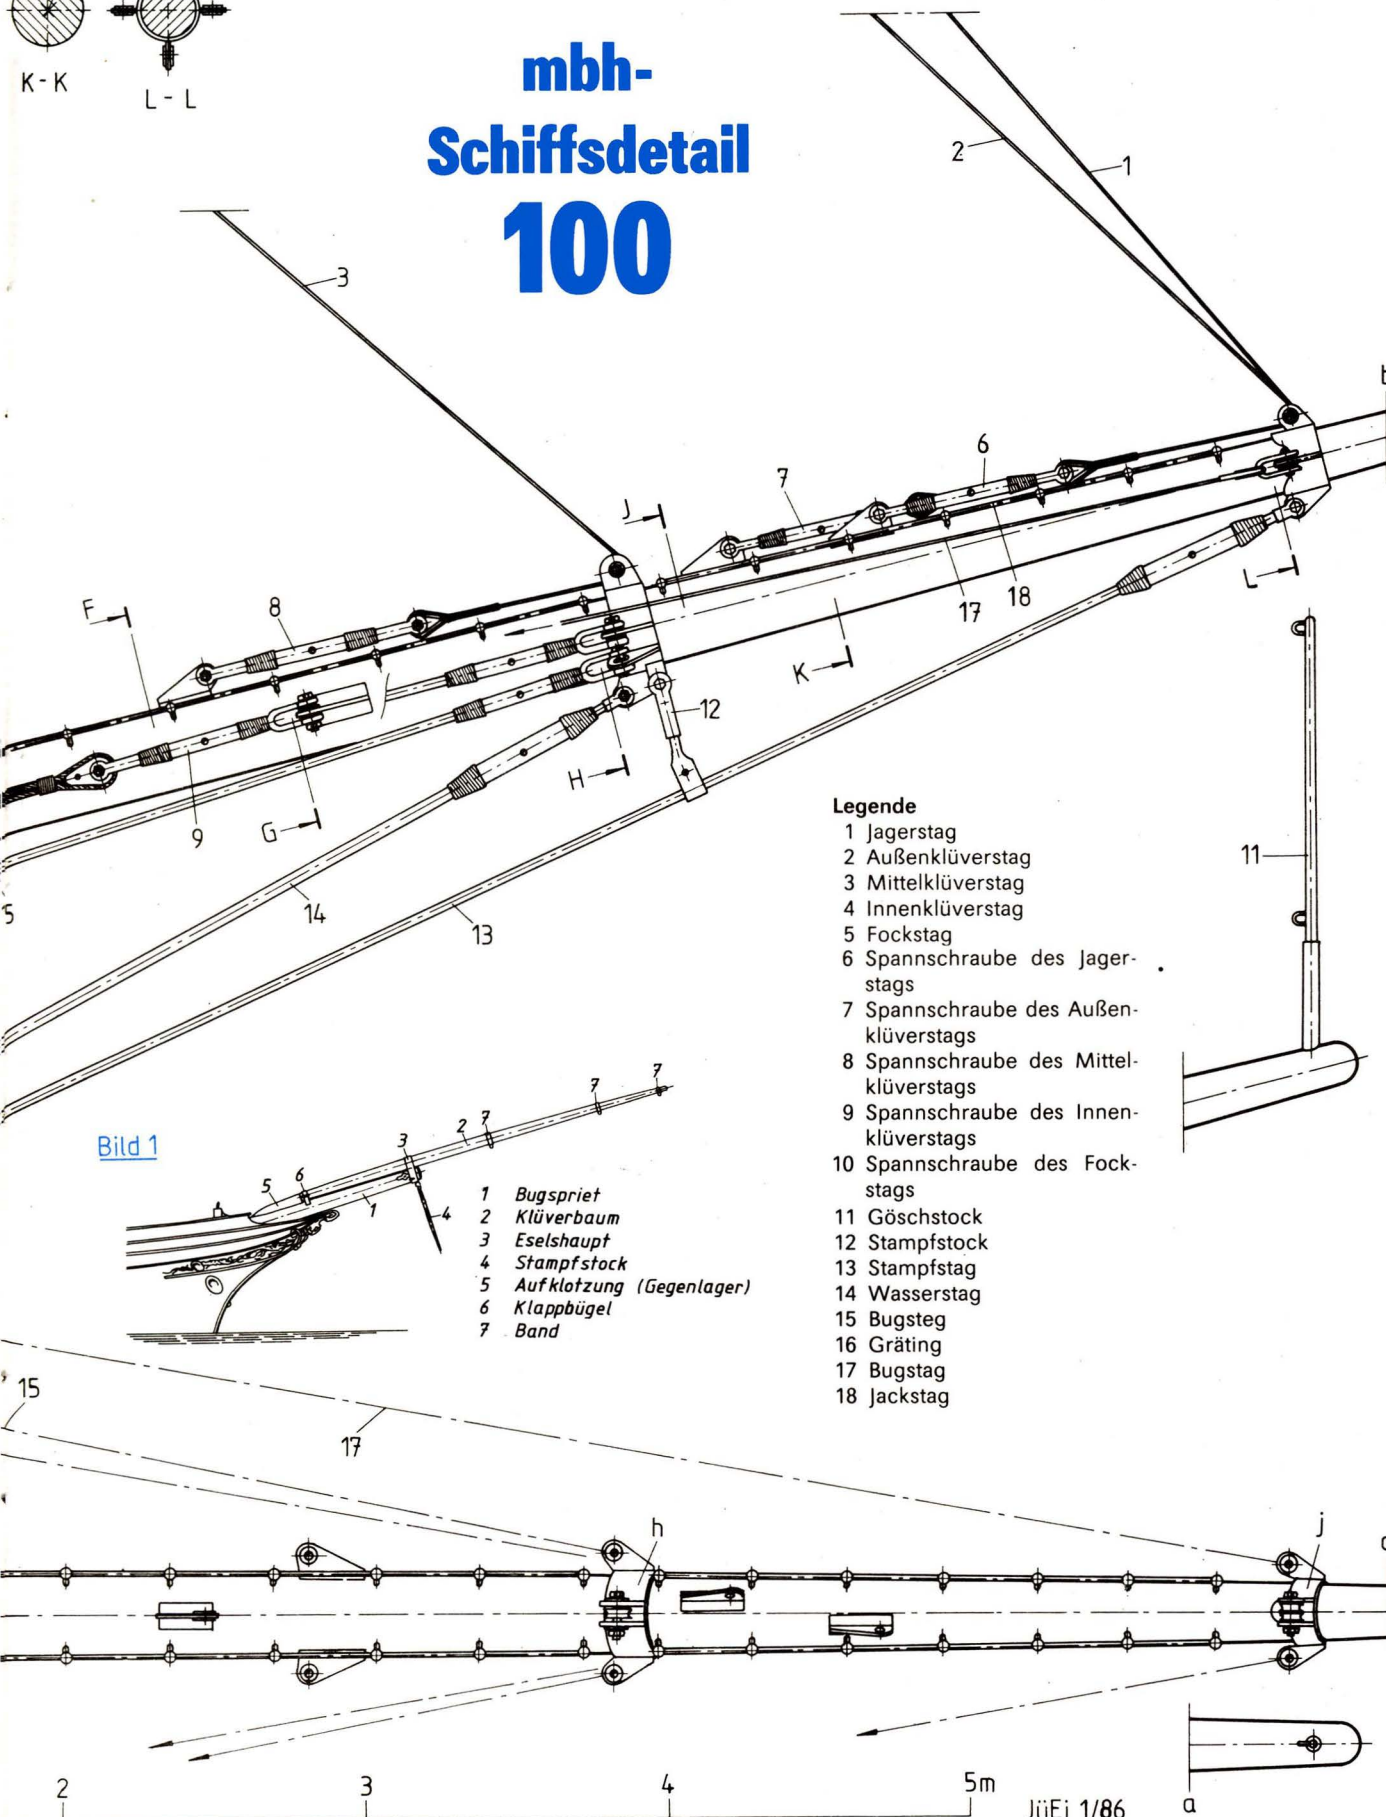 K-K
L-L
mbh-
Schiffsdetail
100
2
1
3
6
7
J
F
8
L
17
18
K
12
H
9
G
11
14
13
5
Legende
1 Jagerstag
2 Außenklüverstag
3 Mittelklüverstag
4 Innenklüverstag
5 Fockstag
6 Spannschraube des Jager-
stags
7 Spannschraube des Außen-
klüverstags
8 Spannschraube des Mittel-
klüverstags
9 Spannschraube des Innen-
klüverstags
10 Spannschraube des Fock-
stags
11 Göschstock
12 Stampfstock
13 Stampfstag
14 Wasserstag
15 Bugsteg
16 Gräting
17 Bugstag
18 Jackstag
Bild 1
7
7
7
2
3
6
5
1
4
1 Bugspriet
2 Klüverbaum
3 Eselshaupt
4 Stampfstock
5 Aufklotzung (Gegenlager)
6 Klappbügel
7 Band
15
17
h
j
2
3
4
5m
JüEi 1/86
a